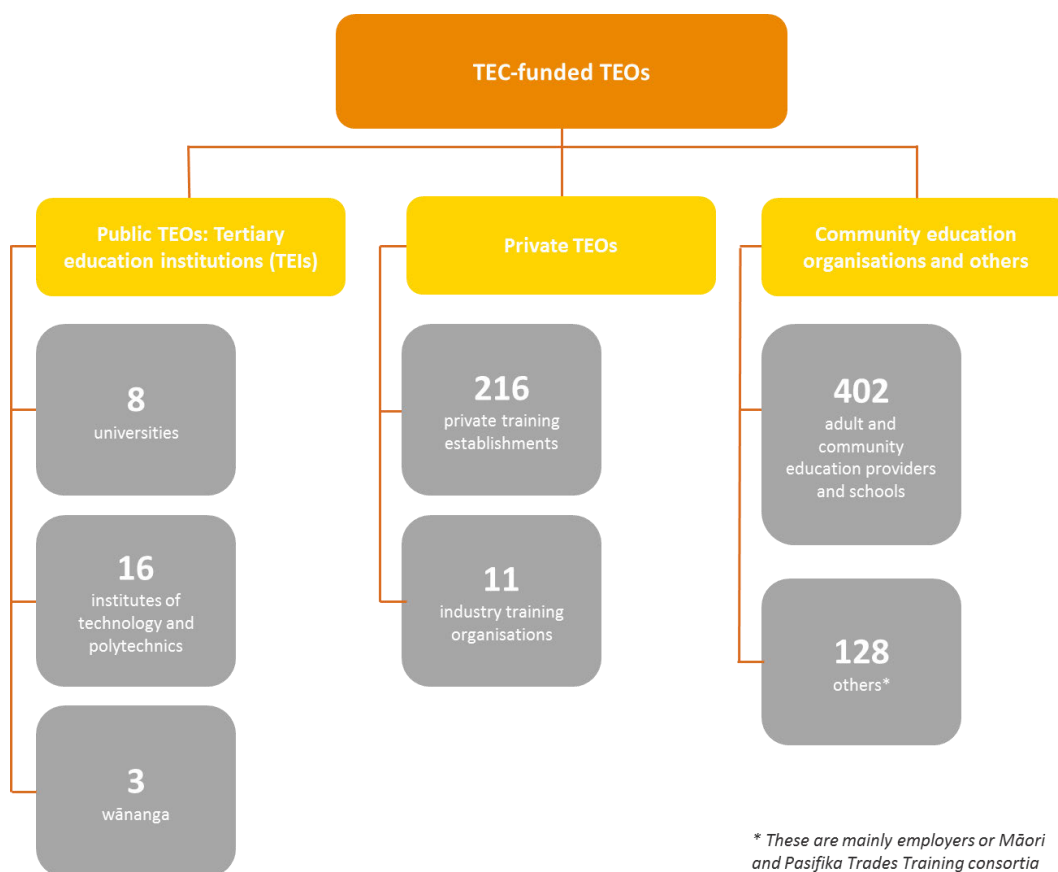 TEC-funded TEOs
Public TEOs: Tertiary
education institutions (TEIs)
8
universities
16
institutes of
technology and
polytechnics
3
wānanga
Private TEOs
216
private training
establishments
11
industry training
organisations
Community education
organisations and others
402
adult and
community
education providers
and schools
128
others*
* These are mainly employers or Māori
and Pasifika Trades Training consortia